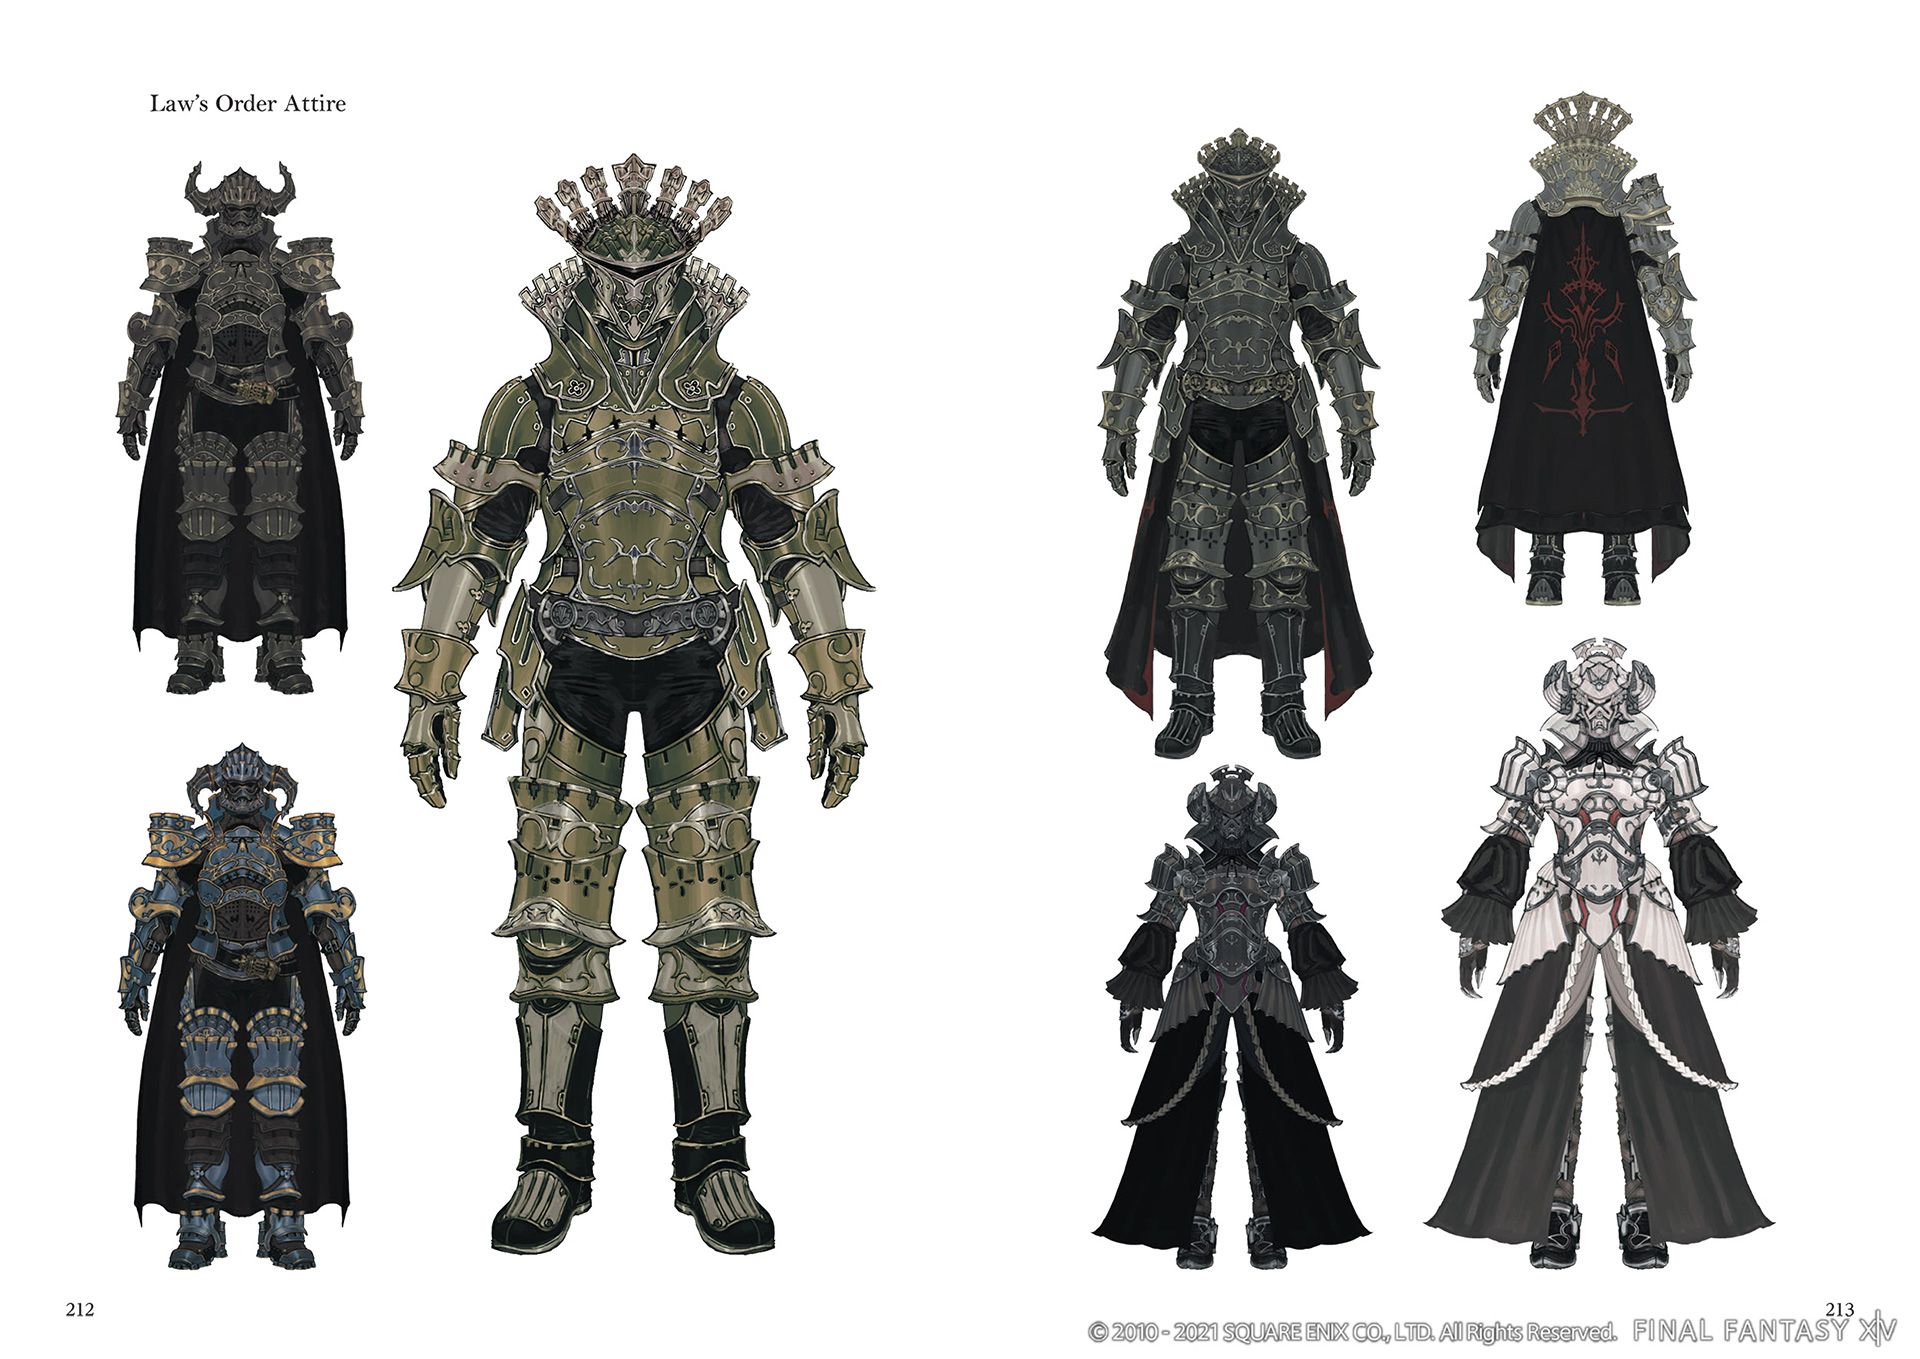 Law's Order Attire
212
213
© 2010 - 2021 SQUARE ENIX CO., LTD. All Rights Reserved. FINAL FANTASY XIV